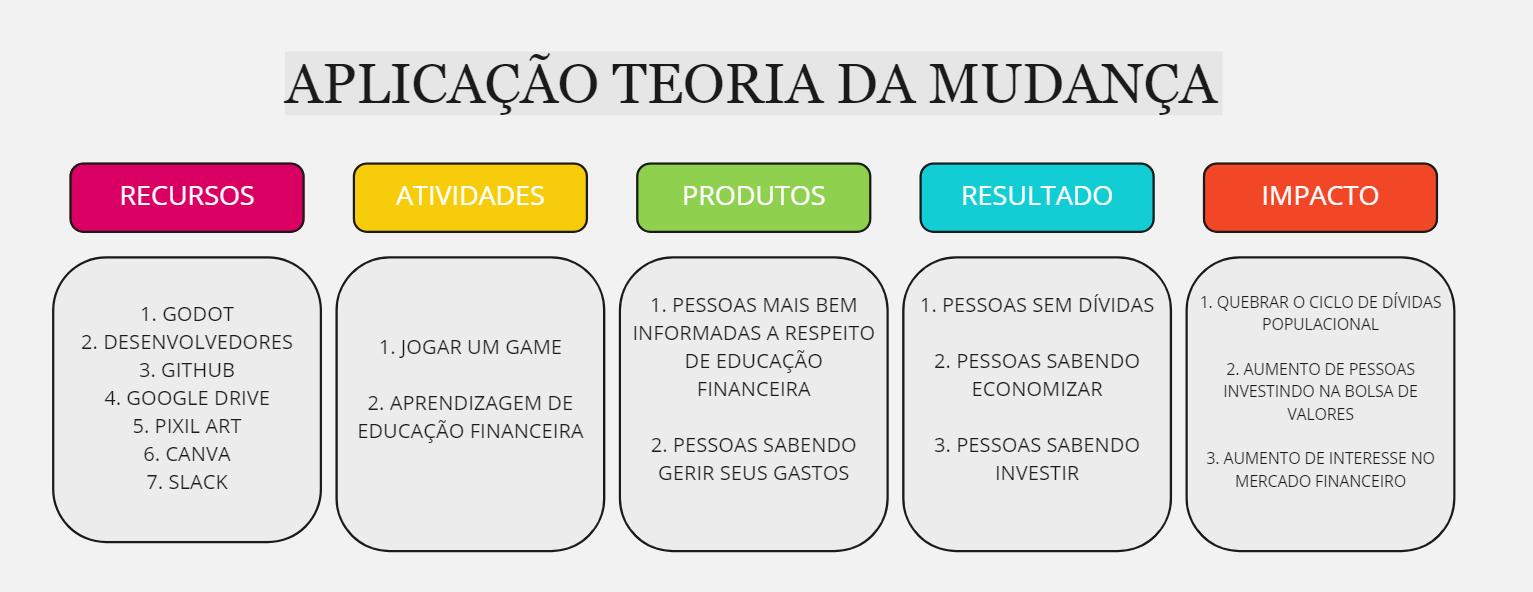 APLICAÇÃO TEORIA DA MUDANÇA
RECURSOS
1. GODOT
2. DESENVOLVEDORES
3. GITHUB
4. GOOGLE DRIVE
5. PIXIL ART
6. CANVA
7. SLACK
ATIVIDADES
1. JOGAR UM GAME
2. APRENDIZAGEM DE
EDUCAÇÃO FINANCEIRA
PRODUTOS
1. PESSOAS MAIS BEM
INFORMADAS A RESPEITO
DE EDUCAÇÃO
FINANCEIRA
2. PESSOAS SABENDO
GERIR SEUS GASTOS
RESULTADO
1. PESSOAS SEM DÍVIDAS
2. PESSOAS SABENDO
ECONOMIZAR
3. PESSOAS SABENDO
INVESTIR
IMPACTO
1. QUEBRAR O CICLO DE DÍVIDAS
POPULACIONAL
2. AUMENTO DE PESSOAS
INVESTINDO NA BOLSA DE
VALORES
3. AUMENTO DE INTERESSE NO
MERCADO FINANCEIRO